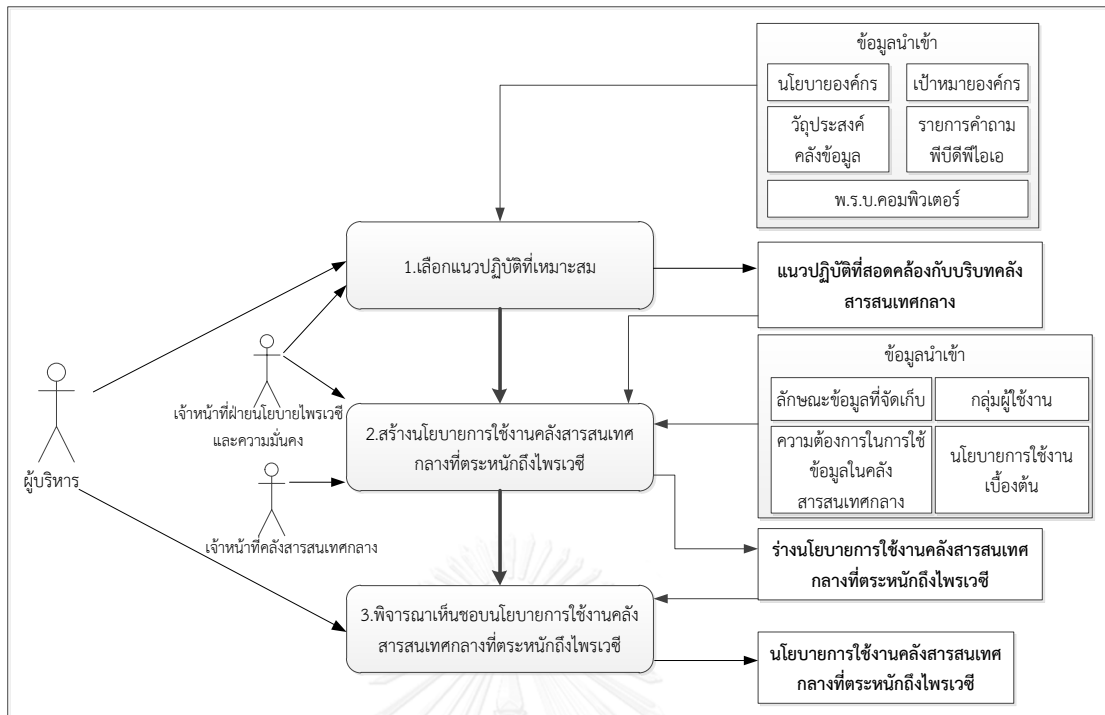 ข้อมูลนำเข้า
นโยบายองค์กร
เป้าหมายองค์กร
วัถุประสงค์
คลังข้อมูล
รายการคำถาม
พีบีดีพีไอเอ
พ.ร.บ.คอมพิวเตอร์
1.เลือกแนวปฏิบัติที่เหมาะสม
แนวปฏิบัติที่สอดคล้องกับบริบทคลัง
สารสนเทศกลาง
ข้อมูลนำเข้า
ลักษณะข้อมูลที่จัดเก็บ
กลุ่มผู้ใช้งาน
ความต้องการในการใช้
ข้อมูลในคลัง
สารสนเทศกลาง
นโยบายการใช้งาน
เบื้องต้น
เจ้าหน้าที่ฝ่ายนโยบายไพรเวซี
และความมั่นคง
2.สร้างนโยบายการใช้งานคลังสารสนเทศ
กลางที่ตระหนักถึงไพรเวซี
ผู้บริหาร
เจ้าหน้าที่คลังสารสนเทศกลาง
ร่างนโยบายการใช้งานคลังสารสนเทศ
กลางที่ตระหนักถึงไพรเวซี
3.พิจารณาเห็นชอบนโยบายการใช้งานคลัง
สารสนเทศกลางที่ตระหนักถึงไพรเวซี
นโยบายการใช้งานคลังสารสนเทศ
กลางที่ตระหนักถึงไพรเวซี